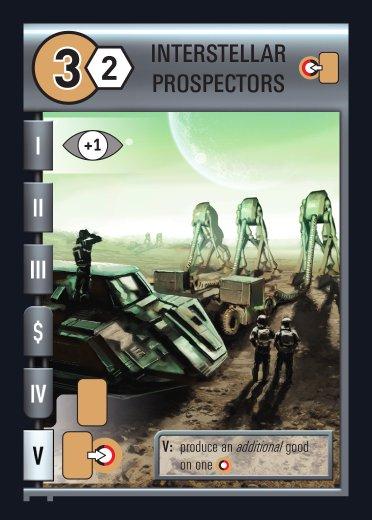 3 2 INTERSTELLAR
PROSPECTORS
I +1
II
III
$
IV
V
V: produce an additional good
on one